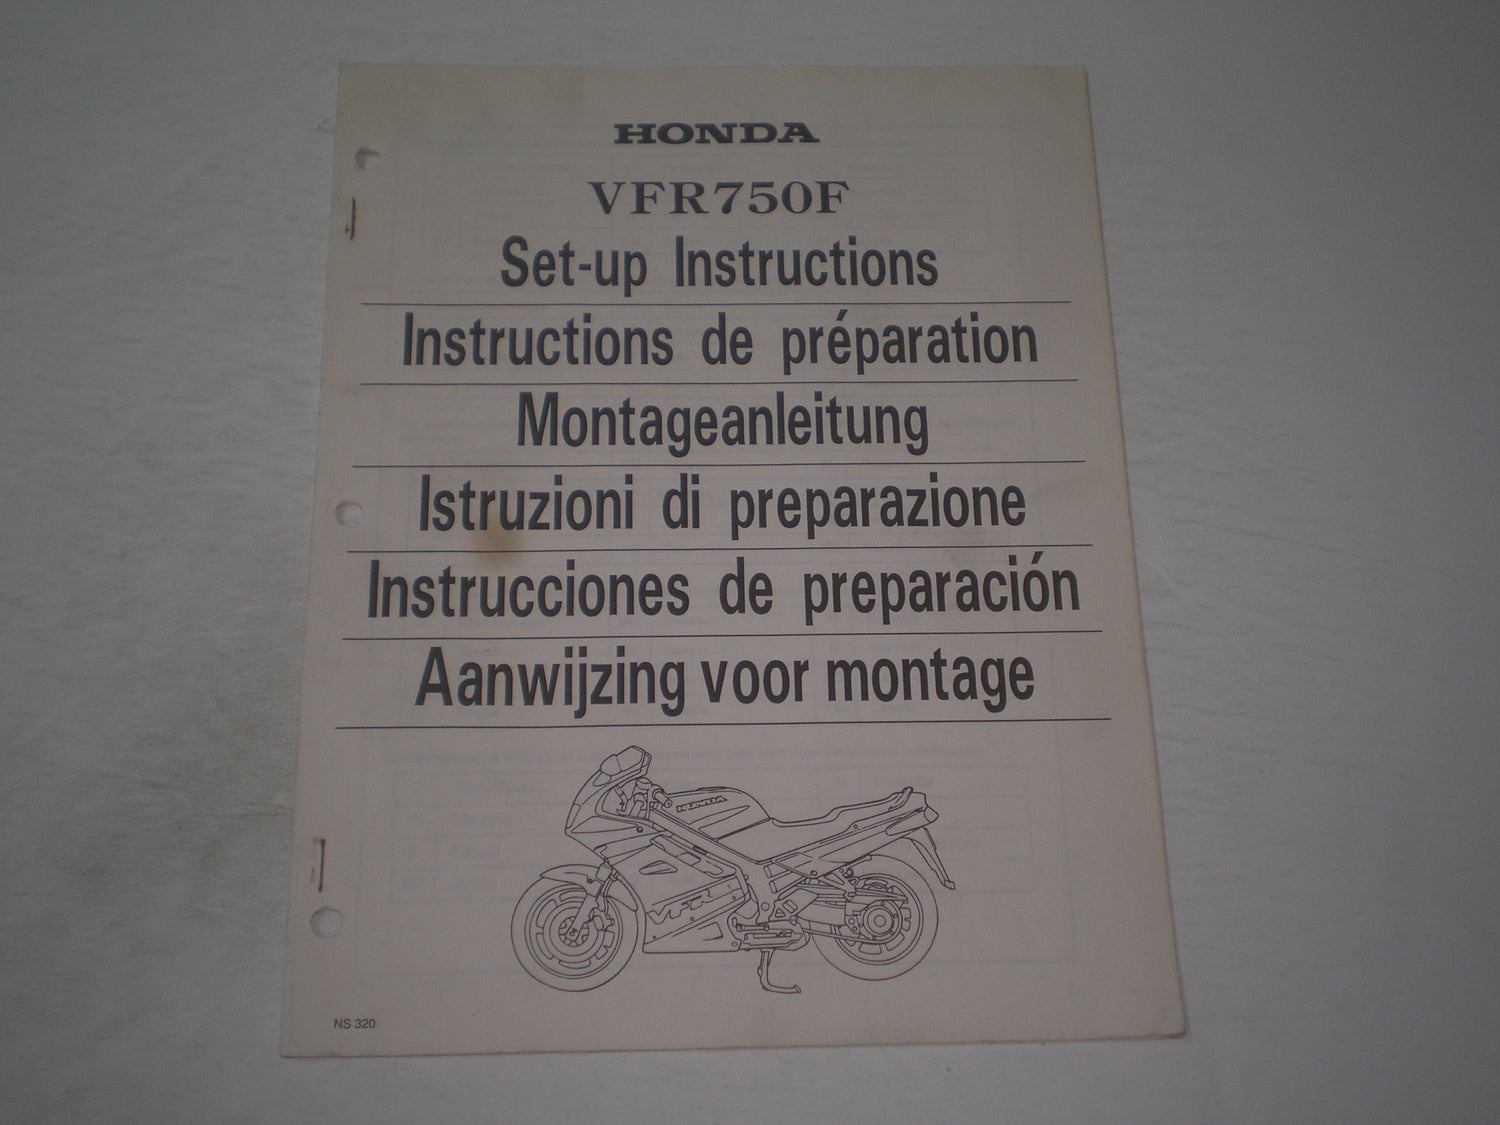 HONDA
VFR750F
Set-up Instructions
Instructions de préparation
Montageanleitung
Istruzioni di preparazione
Instrucciones de preparación
Aanwijzing voor montage
HONDA
VFR
NS 320